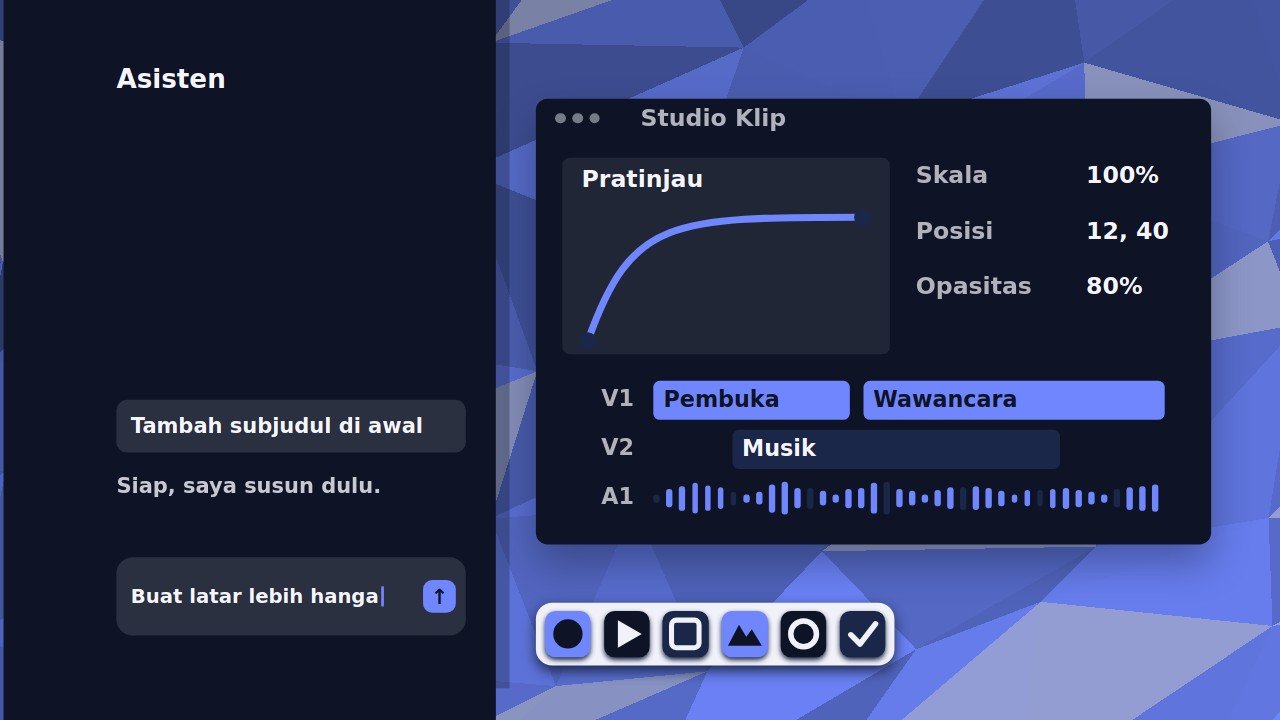 Asisten
Tambah subjudul di awal
Siap, saya susun dulu.
Buat latar lebih hanga
Studio Klip
Pratinjau
Skala 100%
Posisi 12, 40
Opasitas 80%
V1 Pembuka Wawancara
V2 Musik
A1